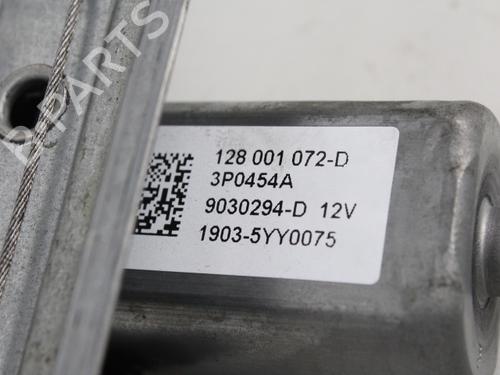 B-PARTS
128 001 072-D
3P0454A
9030294-D 12V
1903-5YY0075